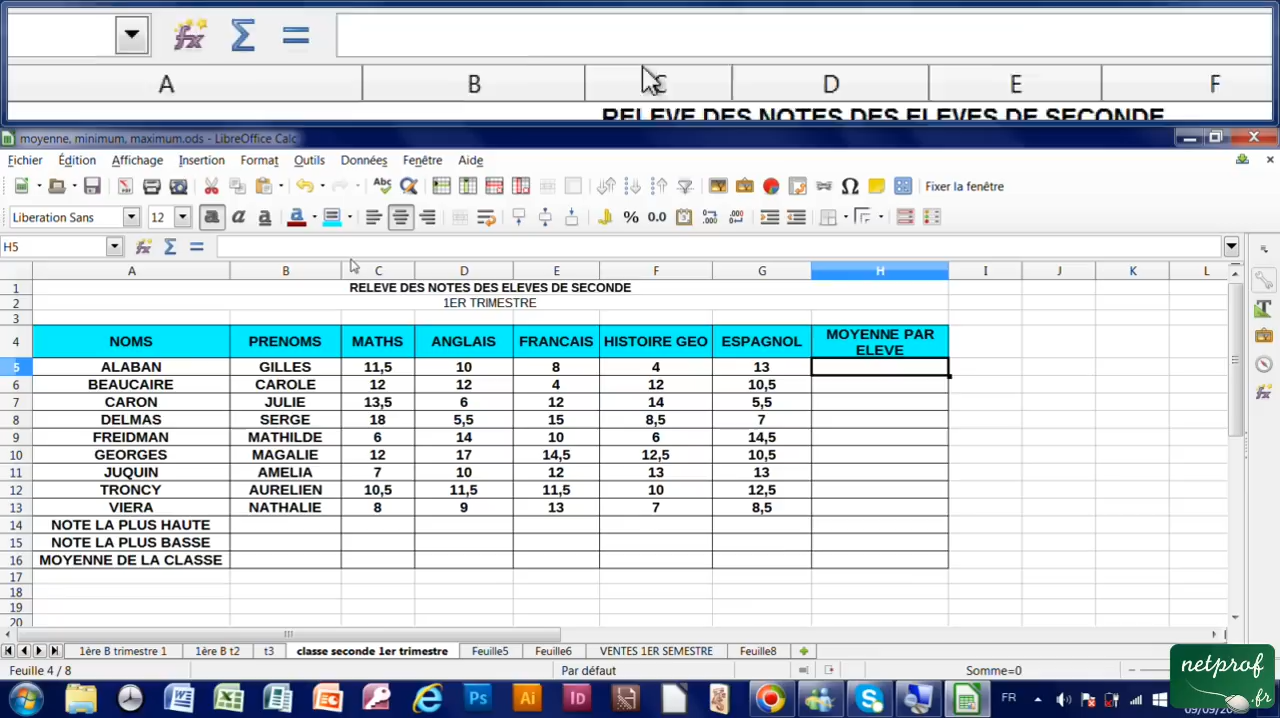 A B C D E F
RELEVE DES NOTES DES ELEVES DE SECONDE
moyenne, minimum, maximum.ods - LibreOffice Calc
Fichier Édition Affichage Insertion Format Outils Données Fenêtre Aide
Fixer la fenêtre
Liberation Sans 12
H5
A B C D E F G H I J K L
1 RELEVE DES NOTES DES ELEVES DE SECONDE
2 1ER TRIMESTRE
3
4 NOMS PRENOMS MATHS ANGLAIS FRANCAIS HISTOIRE GEO ESPAGNOL MOYENNE PAR ELEVE
5 ALABAN GILLES 11,5 10 8 4 13
6 BEAUCAIRE CAROLE 12 12 4 12 10,5
7 CARON JULIE 13,5 6 12 14 5,5
8 DELMAS SERGE 18 5,5 15 8,5 7
9 FREIDMAN MATHILDE 6 14 10 6 14,5
10 GEORGES MAGALIE 12 17 14,5 12,5 10,5
11 JUQUIN AMELIA 7 10 12 13 13
12 TRONCY AURELIEN 10,5 11,5 11,5 10 12,5
13 VIERA NATHALIE 8 9 13 7 8,5
14 NOTE LA PLUS HAUTE
15 NOTE LA PLUS BASSE
16 MOYENNE DE LA CLASSE
17
18
19
20
1ère B trimestre 1 1ère B t2 t3 classe seconde 1er trimestre Feuille5 Feuille6 VENTES 1ER SEMESTRE Feuille8
Feuille 4 / 8 Par défaut Somme=0
FR
netprof
.fr